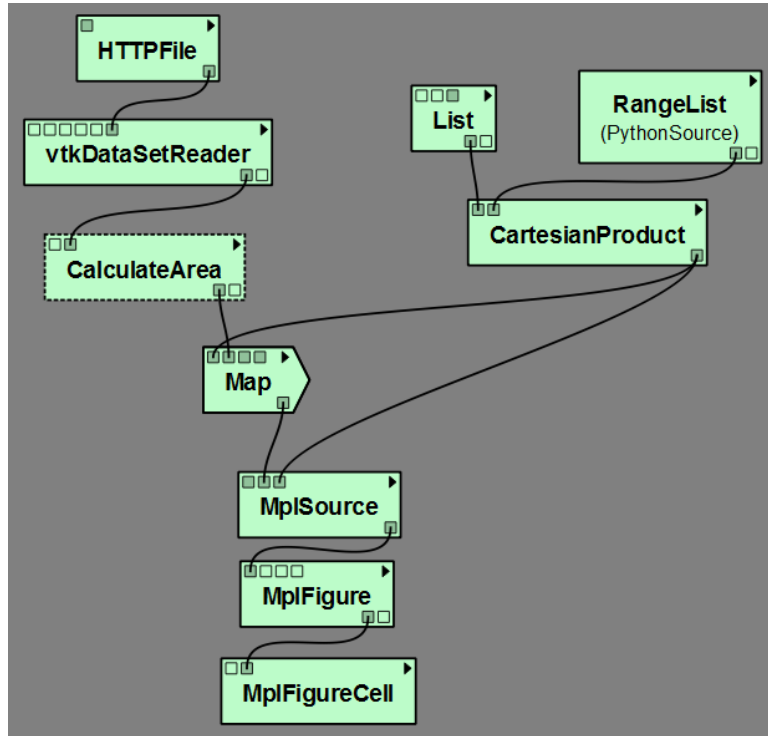 HTTPFile
vtkDataSetReader
List
RangeList
(PythonSource)
CartesianProduct
CalculateArea
Map
MplSource
MplFigure
MplFigureCell